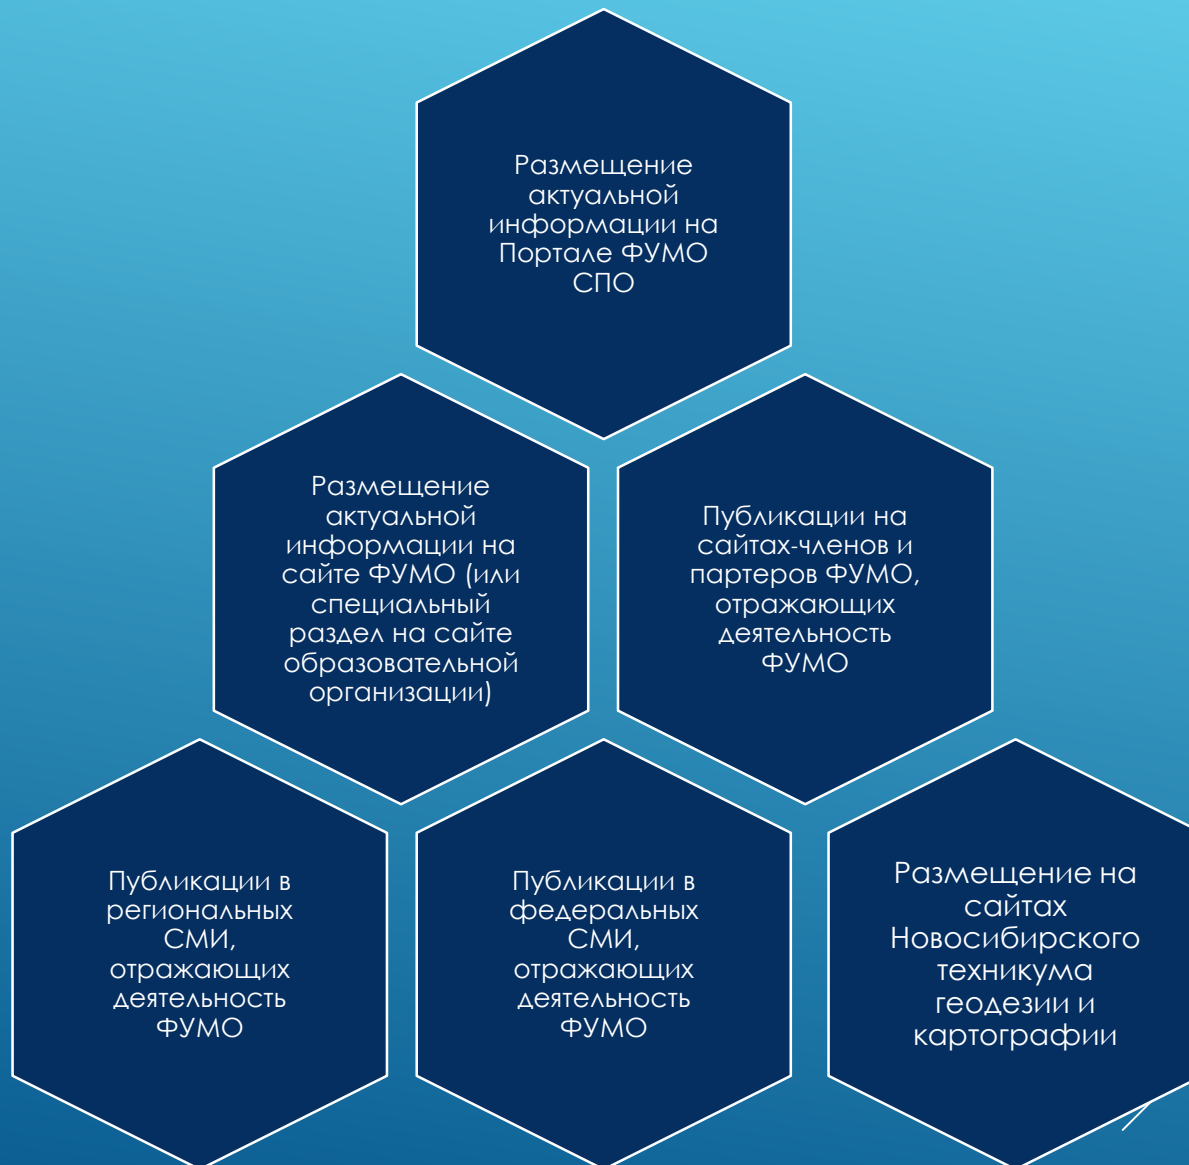 Размещение
актуальной
информации на
Портале ФУМО
СПО
Размещение
актуальной
информации на
сайте ФУМО (или
специальный
раздел на сайте
образовательной
организации)
Публикации на
сайтах-членов и
партеров ФУМО,
отражающих
деятельность
ФУМО
Публикации в
региональных
СМИ,
отражающих
деятельность
ФУМО
Публикации в
федеральных
СМИ,
отражающих
деятельность
ФУМО
Размещение на
сайтах
Новосибирского
техникума
геодезии и
картографии